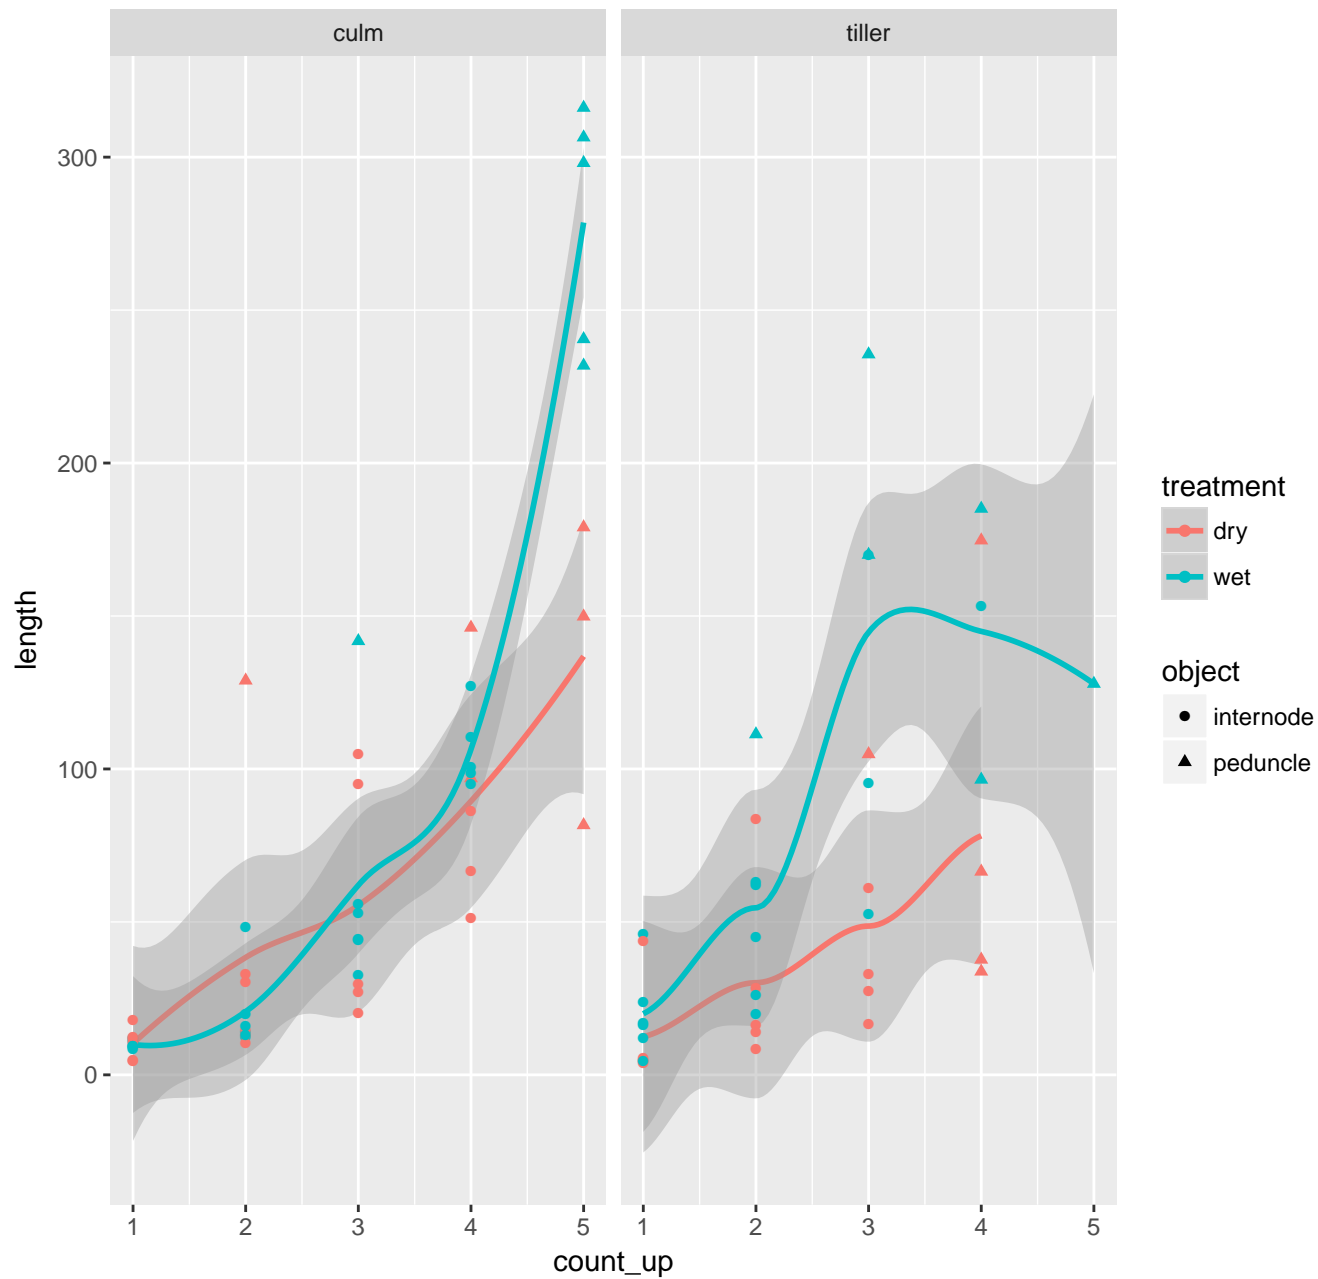 culm
tiller
300
200
100
0
length
1 2 3 4 5
1 2 3 4 5
count_up
treatment
dry
wet
object
internode
peduncle